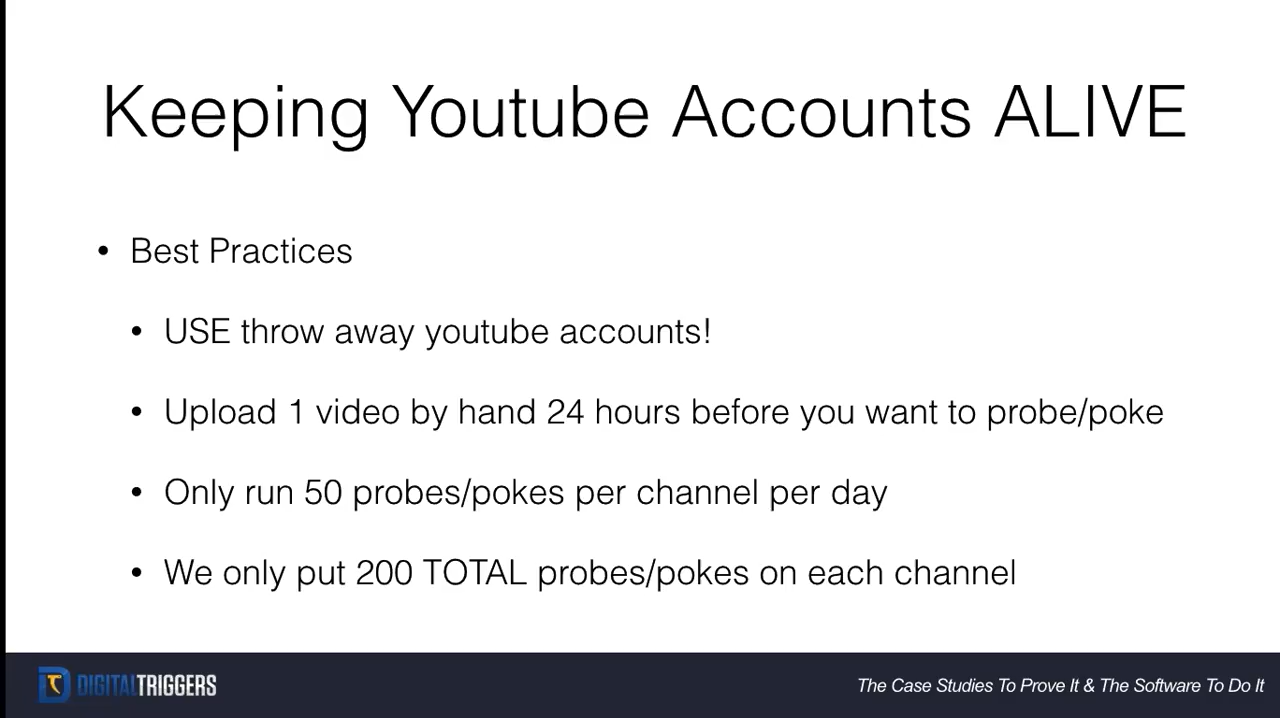 Keeping Youtube Accounts ALIVE
• Best Practices
• USE throw away youtube accounts!
• Upload 1 video by hand 24 hours before you want to probe/poke
• Only run 50 probes/pokes per channel per day
• We only put 200 TOTAL probes/pokes on each channel
DIGITALTRIGGERS
The Case Studies To Prove It & The Software To Do It